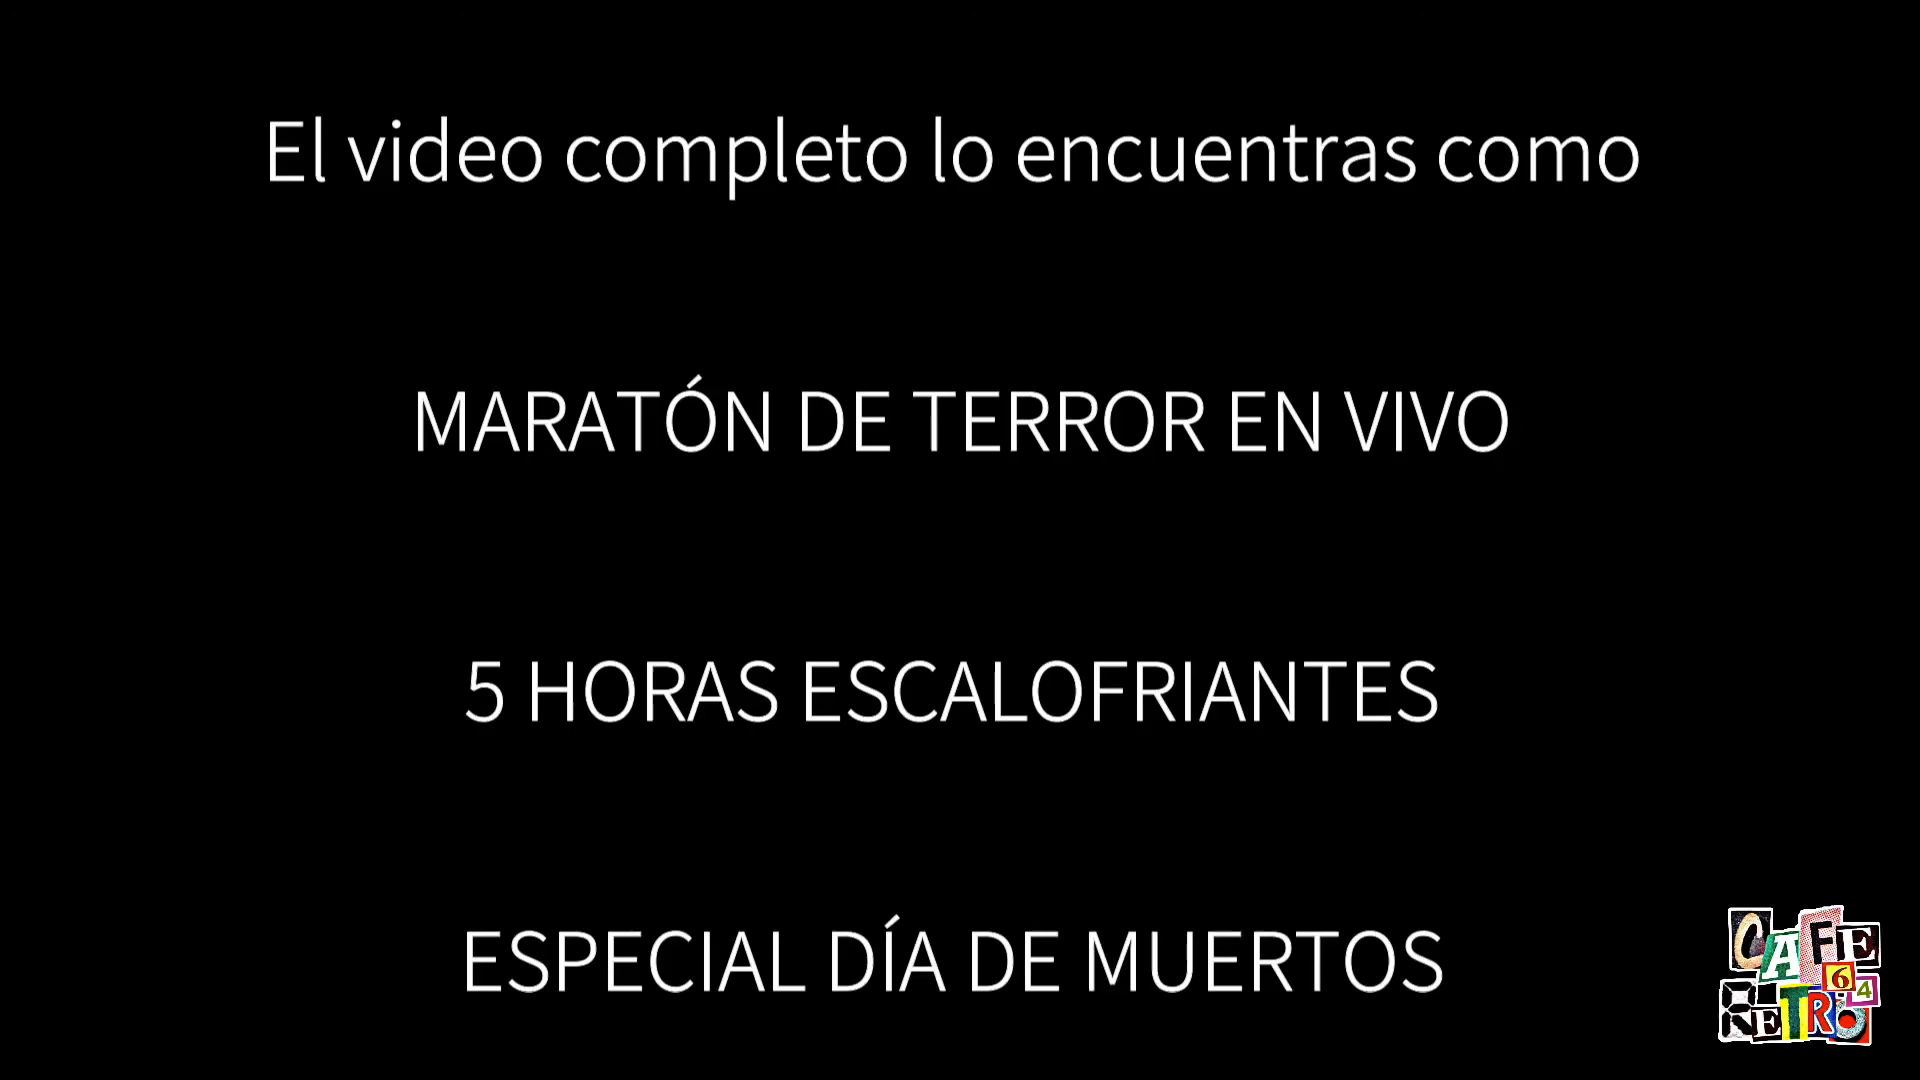 El video completo lo encuentras como
MARATÓN DE TERROR EN VIVO
5 HORAS ESCALOFRIANTES
ESPECIAL DÍA DE MUERTOS
CAFE
64
RETRO